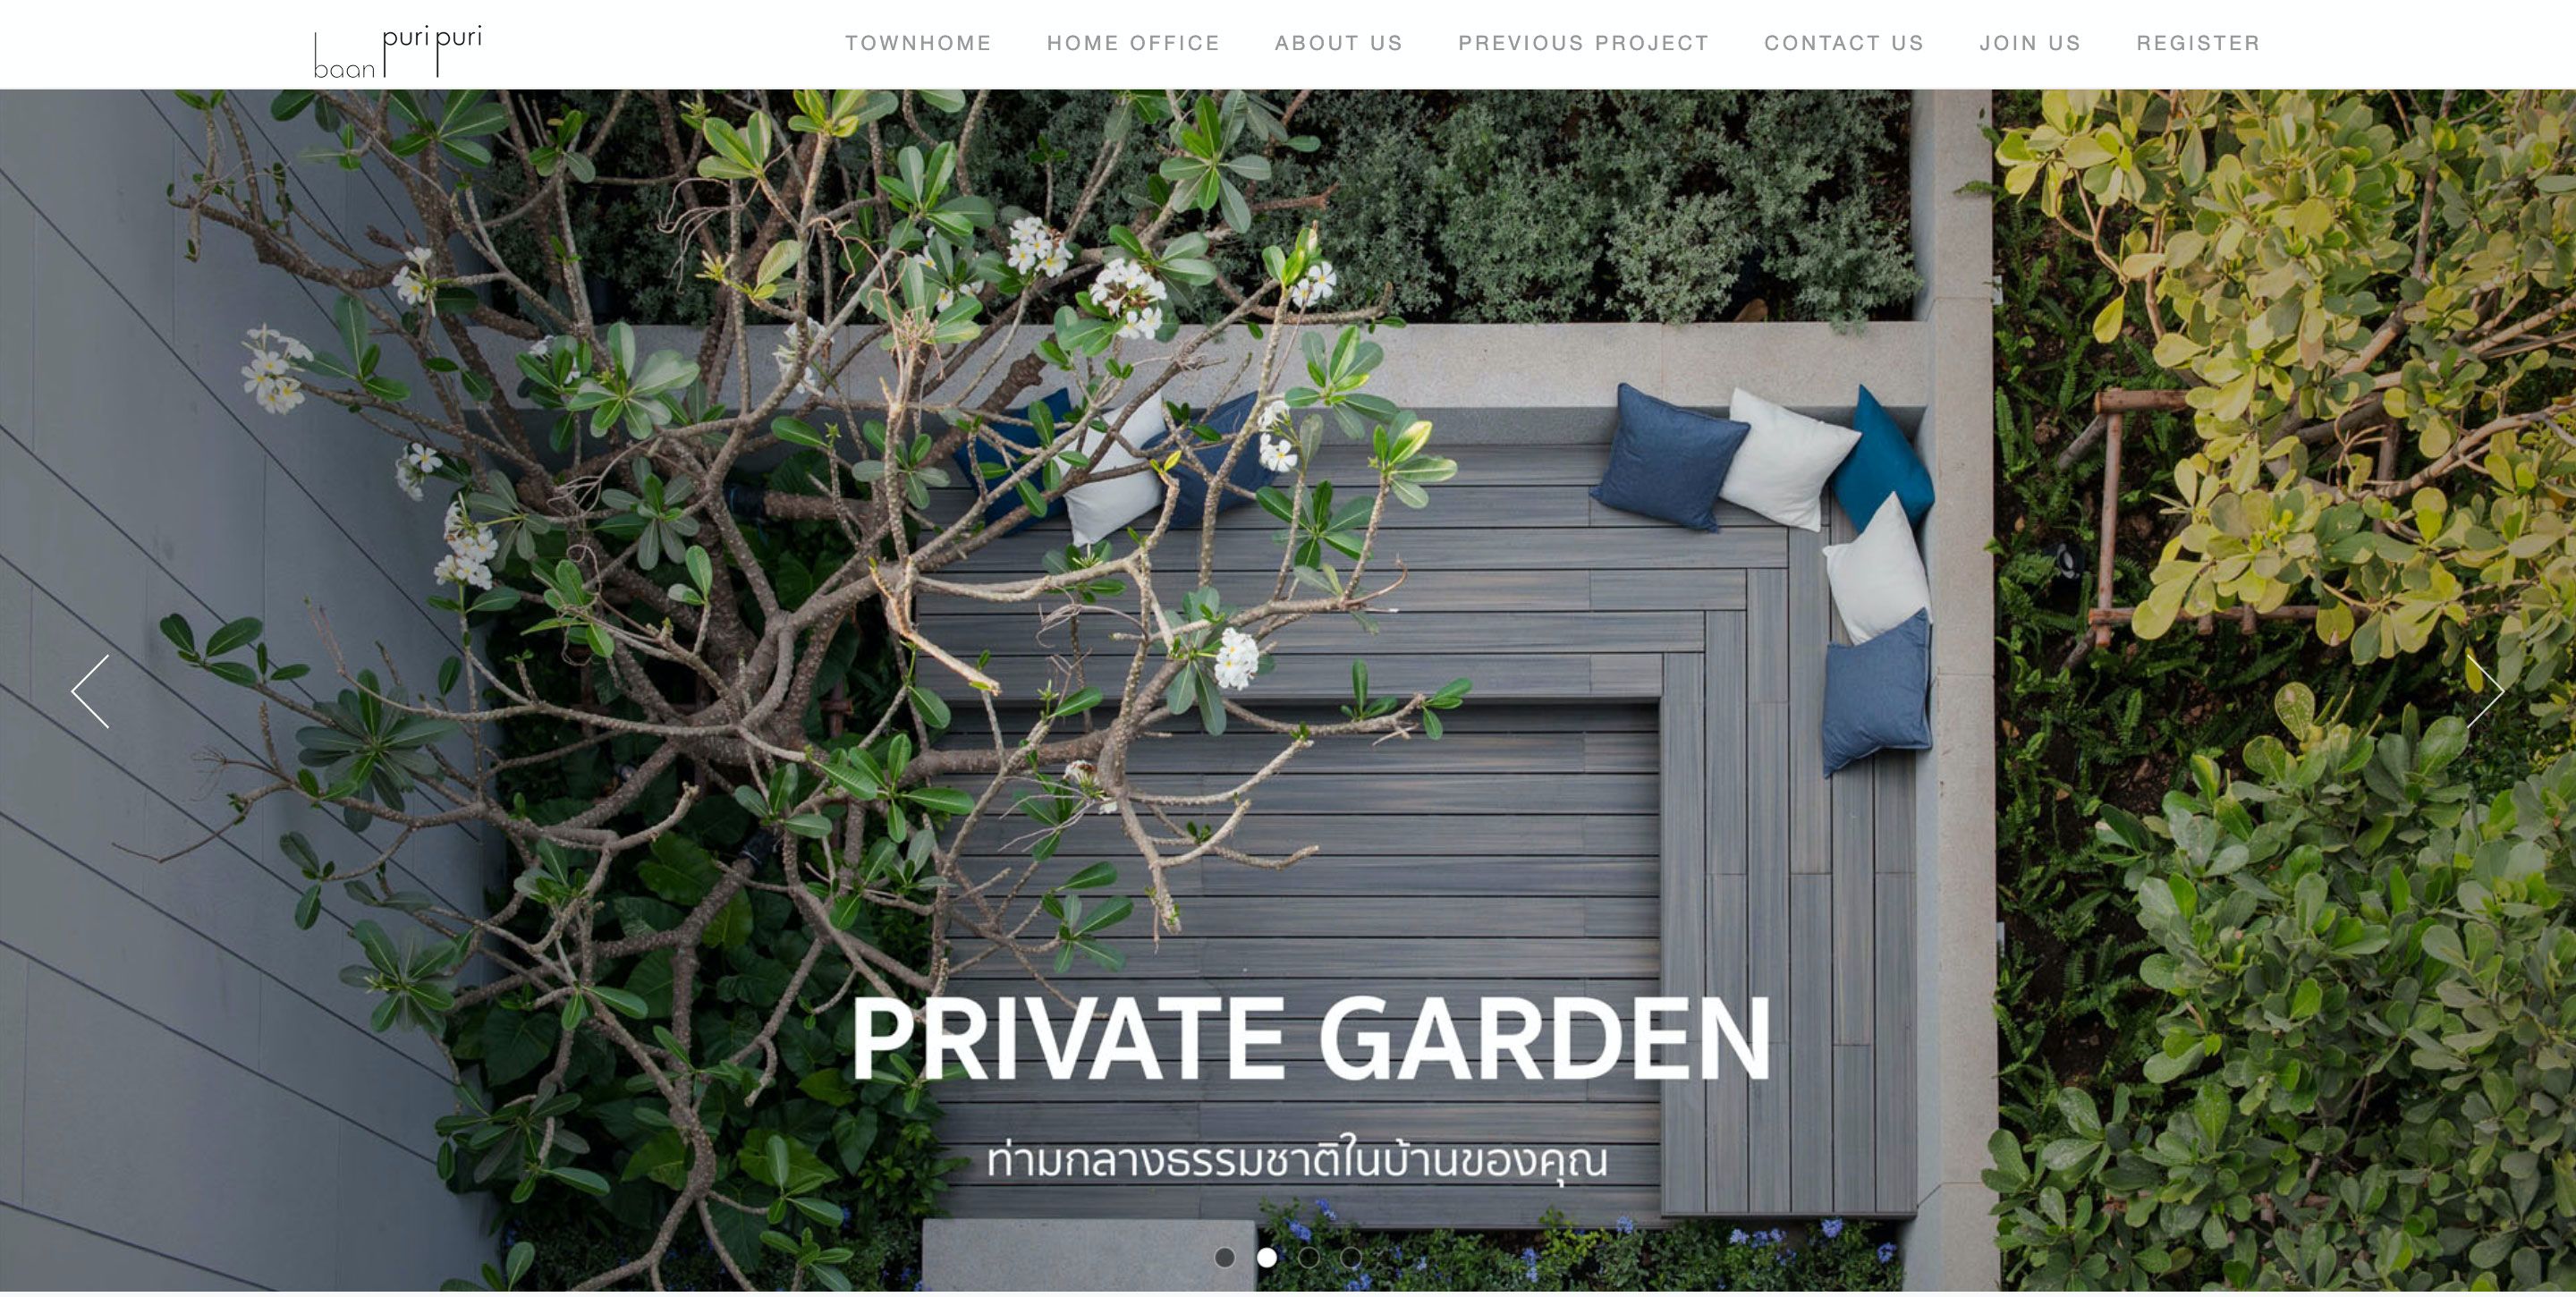 baan puripuri
TOWNHOME
HOME OFFICE
ABOUT US
PREVIOUS PROJECT
CONTACT US
JOIN US
REGISTER
PRIVATE GARDEN
ท่ามกลางธรรมชาติในบ้านของคุณ